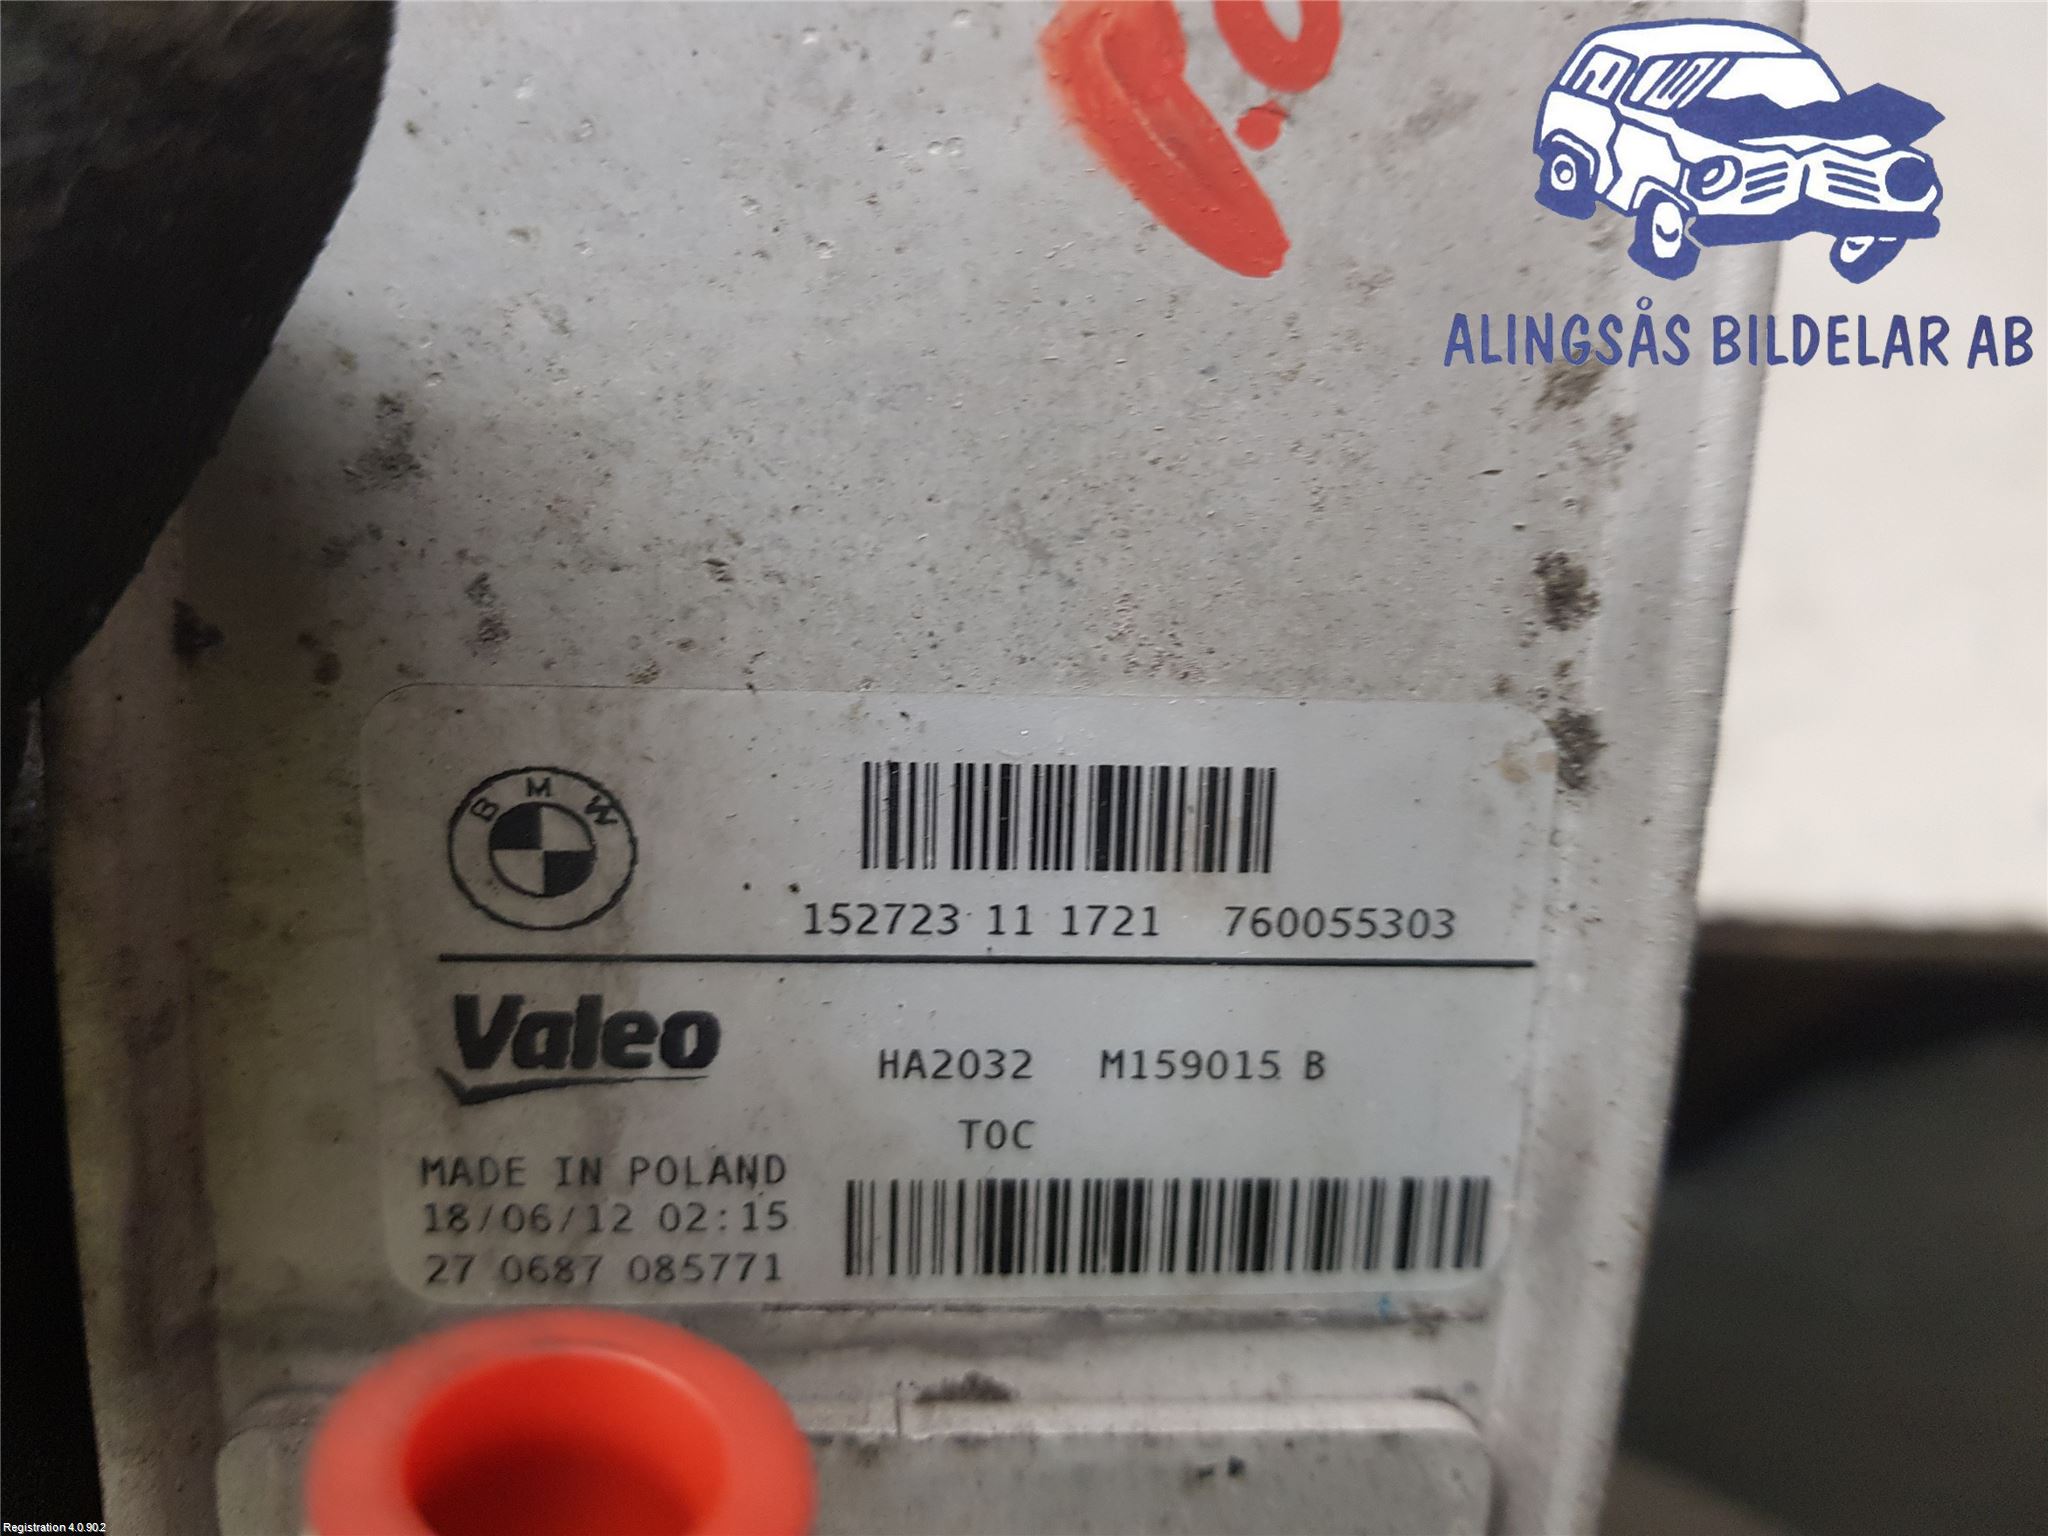 ALINGSÅS BILDELAR AB
BMW
152723 11 1721 760055303
Valeo
HA2032 M159015 B
TOC
MADE IN POLAND
18/06/12 02:15
27 0687 085771
Registration 4.0.90.2